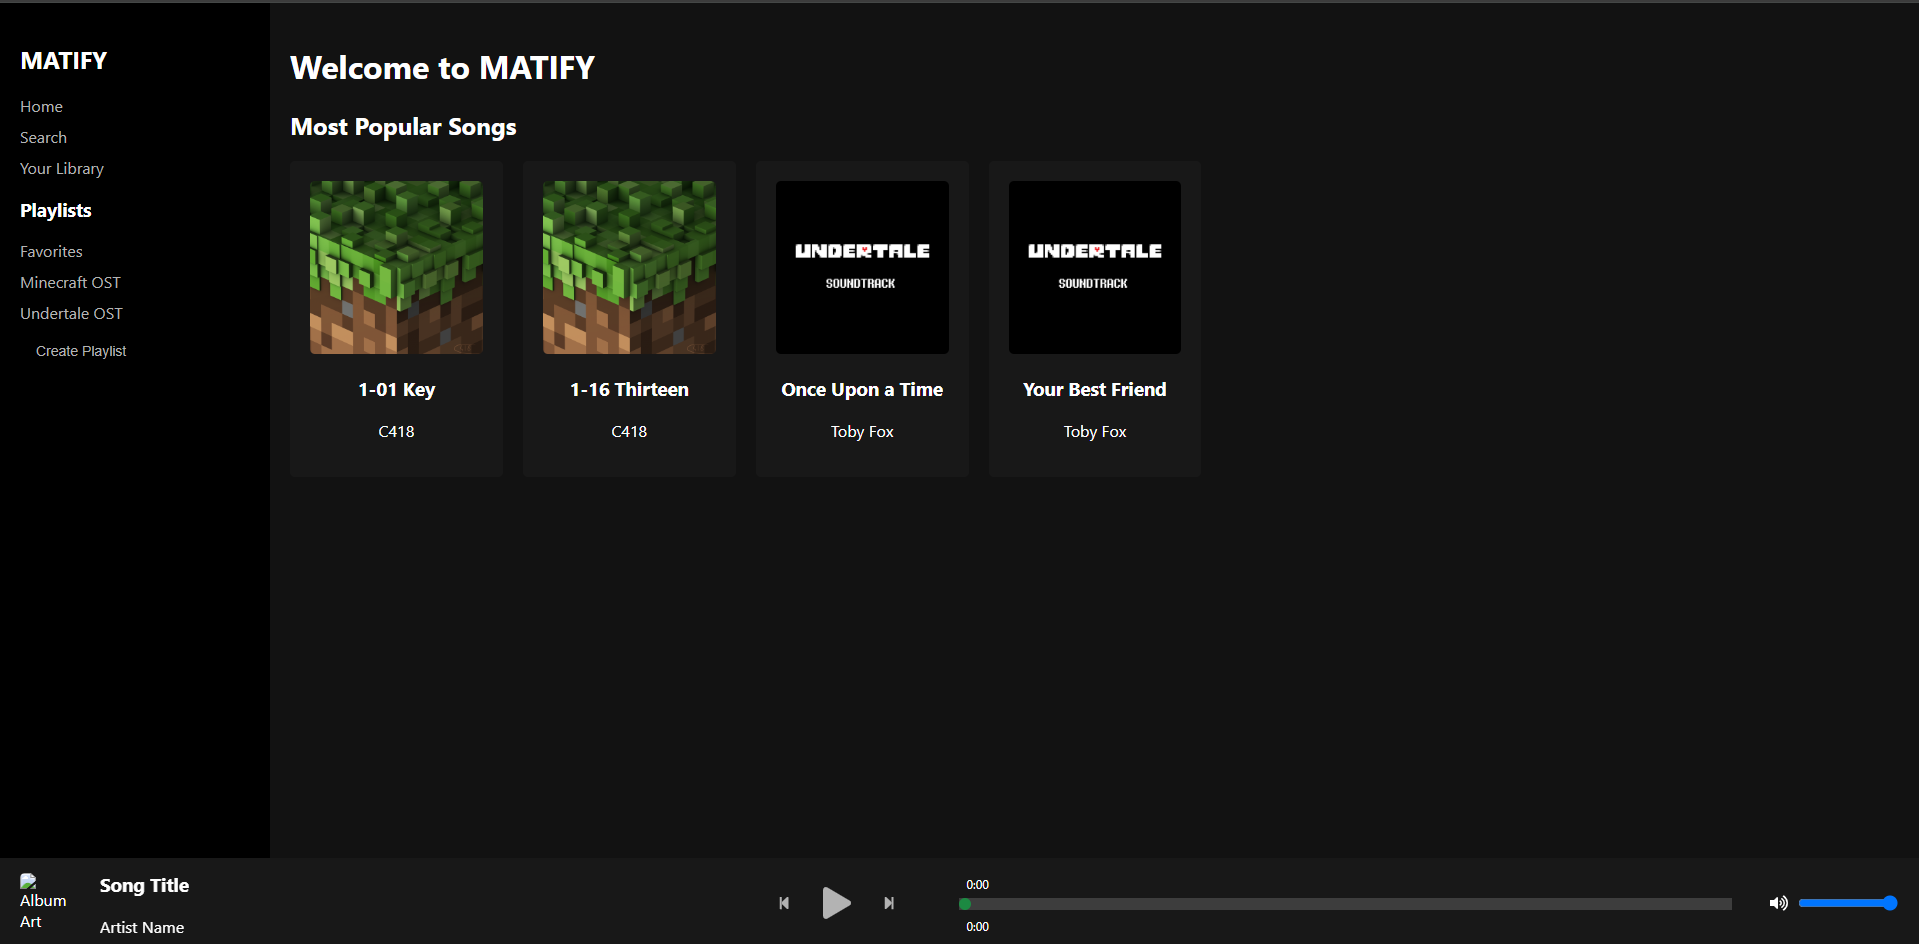 MATIFY
Home
Search
Your Library
Playlists
Favorites
Minecraft OST
Undertale OST
Create Playlist
Welcome to MATIFY
Most Popular Songs
1-01 Key
C418
1-16 Thirteen
C418
UNDERTALE
SOUNDTRACK
Once Upon a Time
Toby Fox
UNDERTALE
SOUNDTRACK
Your Best Friend
Toby Fox
Album
Art
Song Title
Artist Name
0:00
0:00